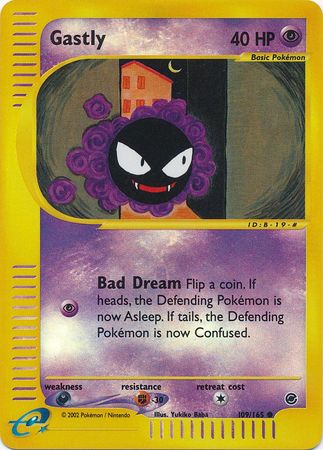 Gastly 40 HP
Basic Pokémon
ID:B-19-#
Bad Dream Flip a coin. If
heads, the Defending Pokémon is
now Asleep. If tails, the Defending
Pokémon is now Confused.
weakness resistance retreat cost
-30
e
© 2002 Pokémon / Nintendo Illus. Yukiko Baba 109/165